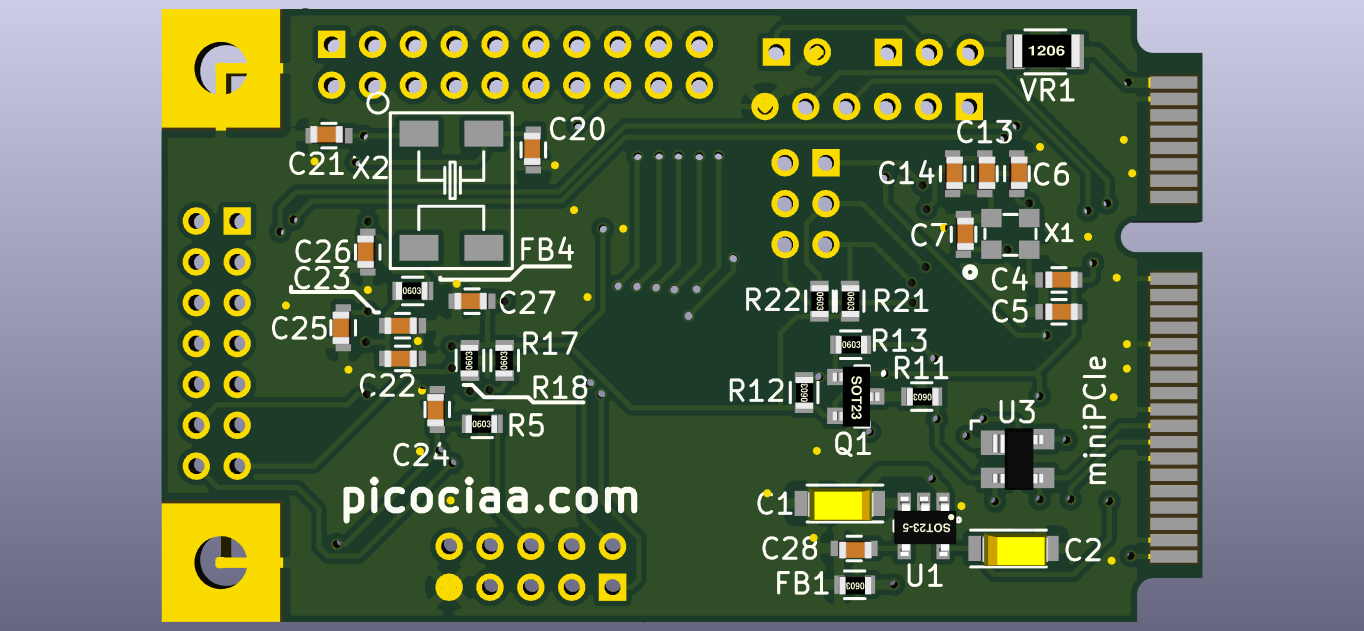 1206
VR1
C20
C13
C21
X2
C14
C6
C7
X1
C26
FB4
C23
C4
0603
R22
0603
0603
R21
C27
C5
C25
R17
R13
0603
0603
0603
R11
C22
R18
R12
0603
SOT23
0603
miniPCIe
U3
R5
0603
Q1
C24
picociaa.com
C1
SOT23-5
C28
C2
U1
FB1
0603